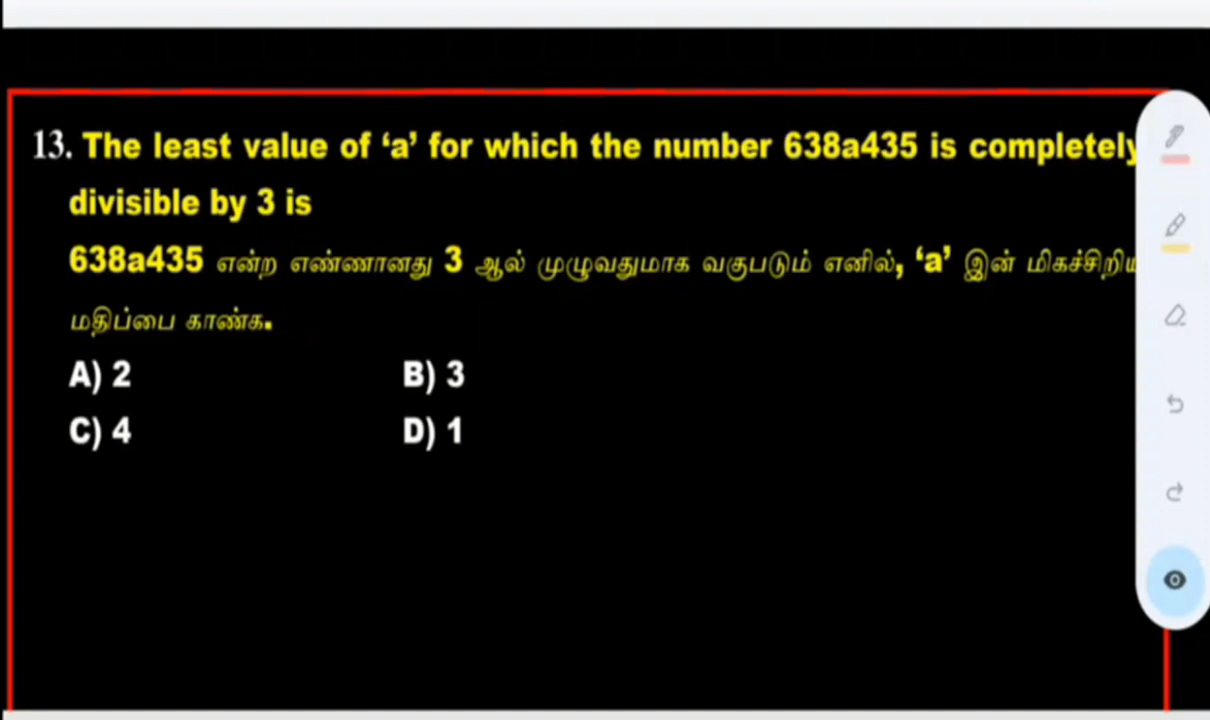 13. The least value of ‘a’ for which the number 638a435 is completely
divisible by 3 is
638a435 என்ற எண்ணானது 3 ஆல் முழுவதுமாக வகுபடும் எனில், ‘a’ இன்
மதிப்பை காண்க.
A) 2 B) 3
C) 4 D) 1